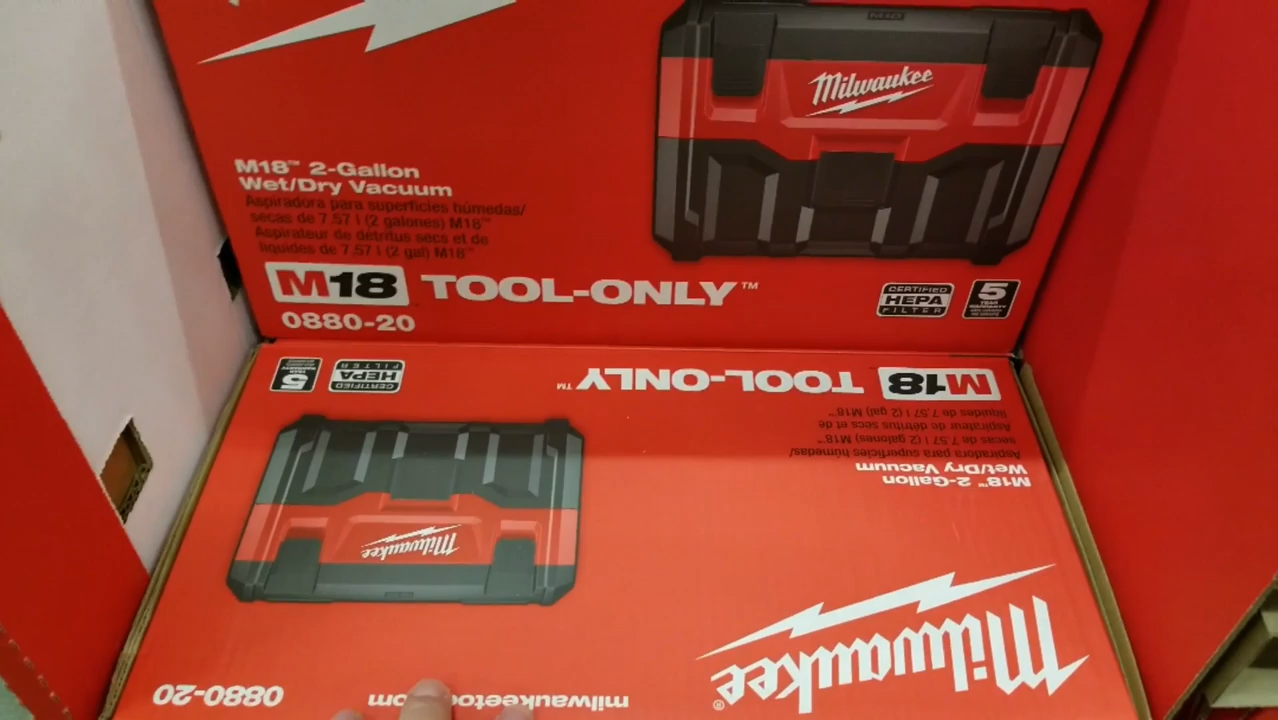 Milwaukee
M18™ 2-Gallon
Wet/Dry Vacuum
Aspiradora para superficies húmedas/
secas de 7.57 l (2 galones) M18™
Aspirateur de détritus secs et de
liquides de 7.57 l (2 gal) M18™
M18 TOOL-ONLY™
0880-20
CERTIFIED
HEPA
FILTER
5
YEAR
WARRANTY
M18 TOOL-ONLY™
CERTIFIED
HEPA
FILTER
5
YEAR
WARRANTY
M18™ 2-Gallon
Wet/Dry Vacuum
Aspiradora para superficies húmedas/
secas de 7.57 l (2 galones) M18™
Aspirateur de détritus secs et de
liquides de 7.57 l (2 gal) M18™
Milwaukee
Milwaukee®
0880-20